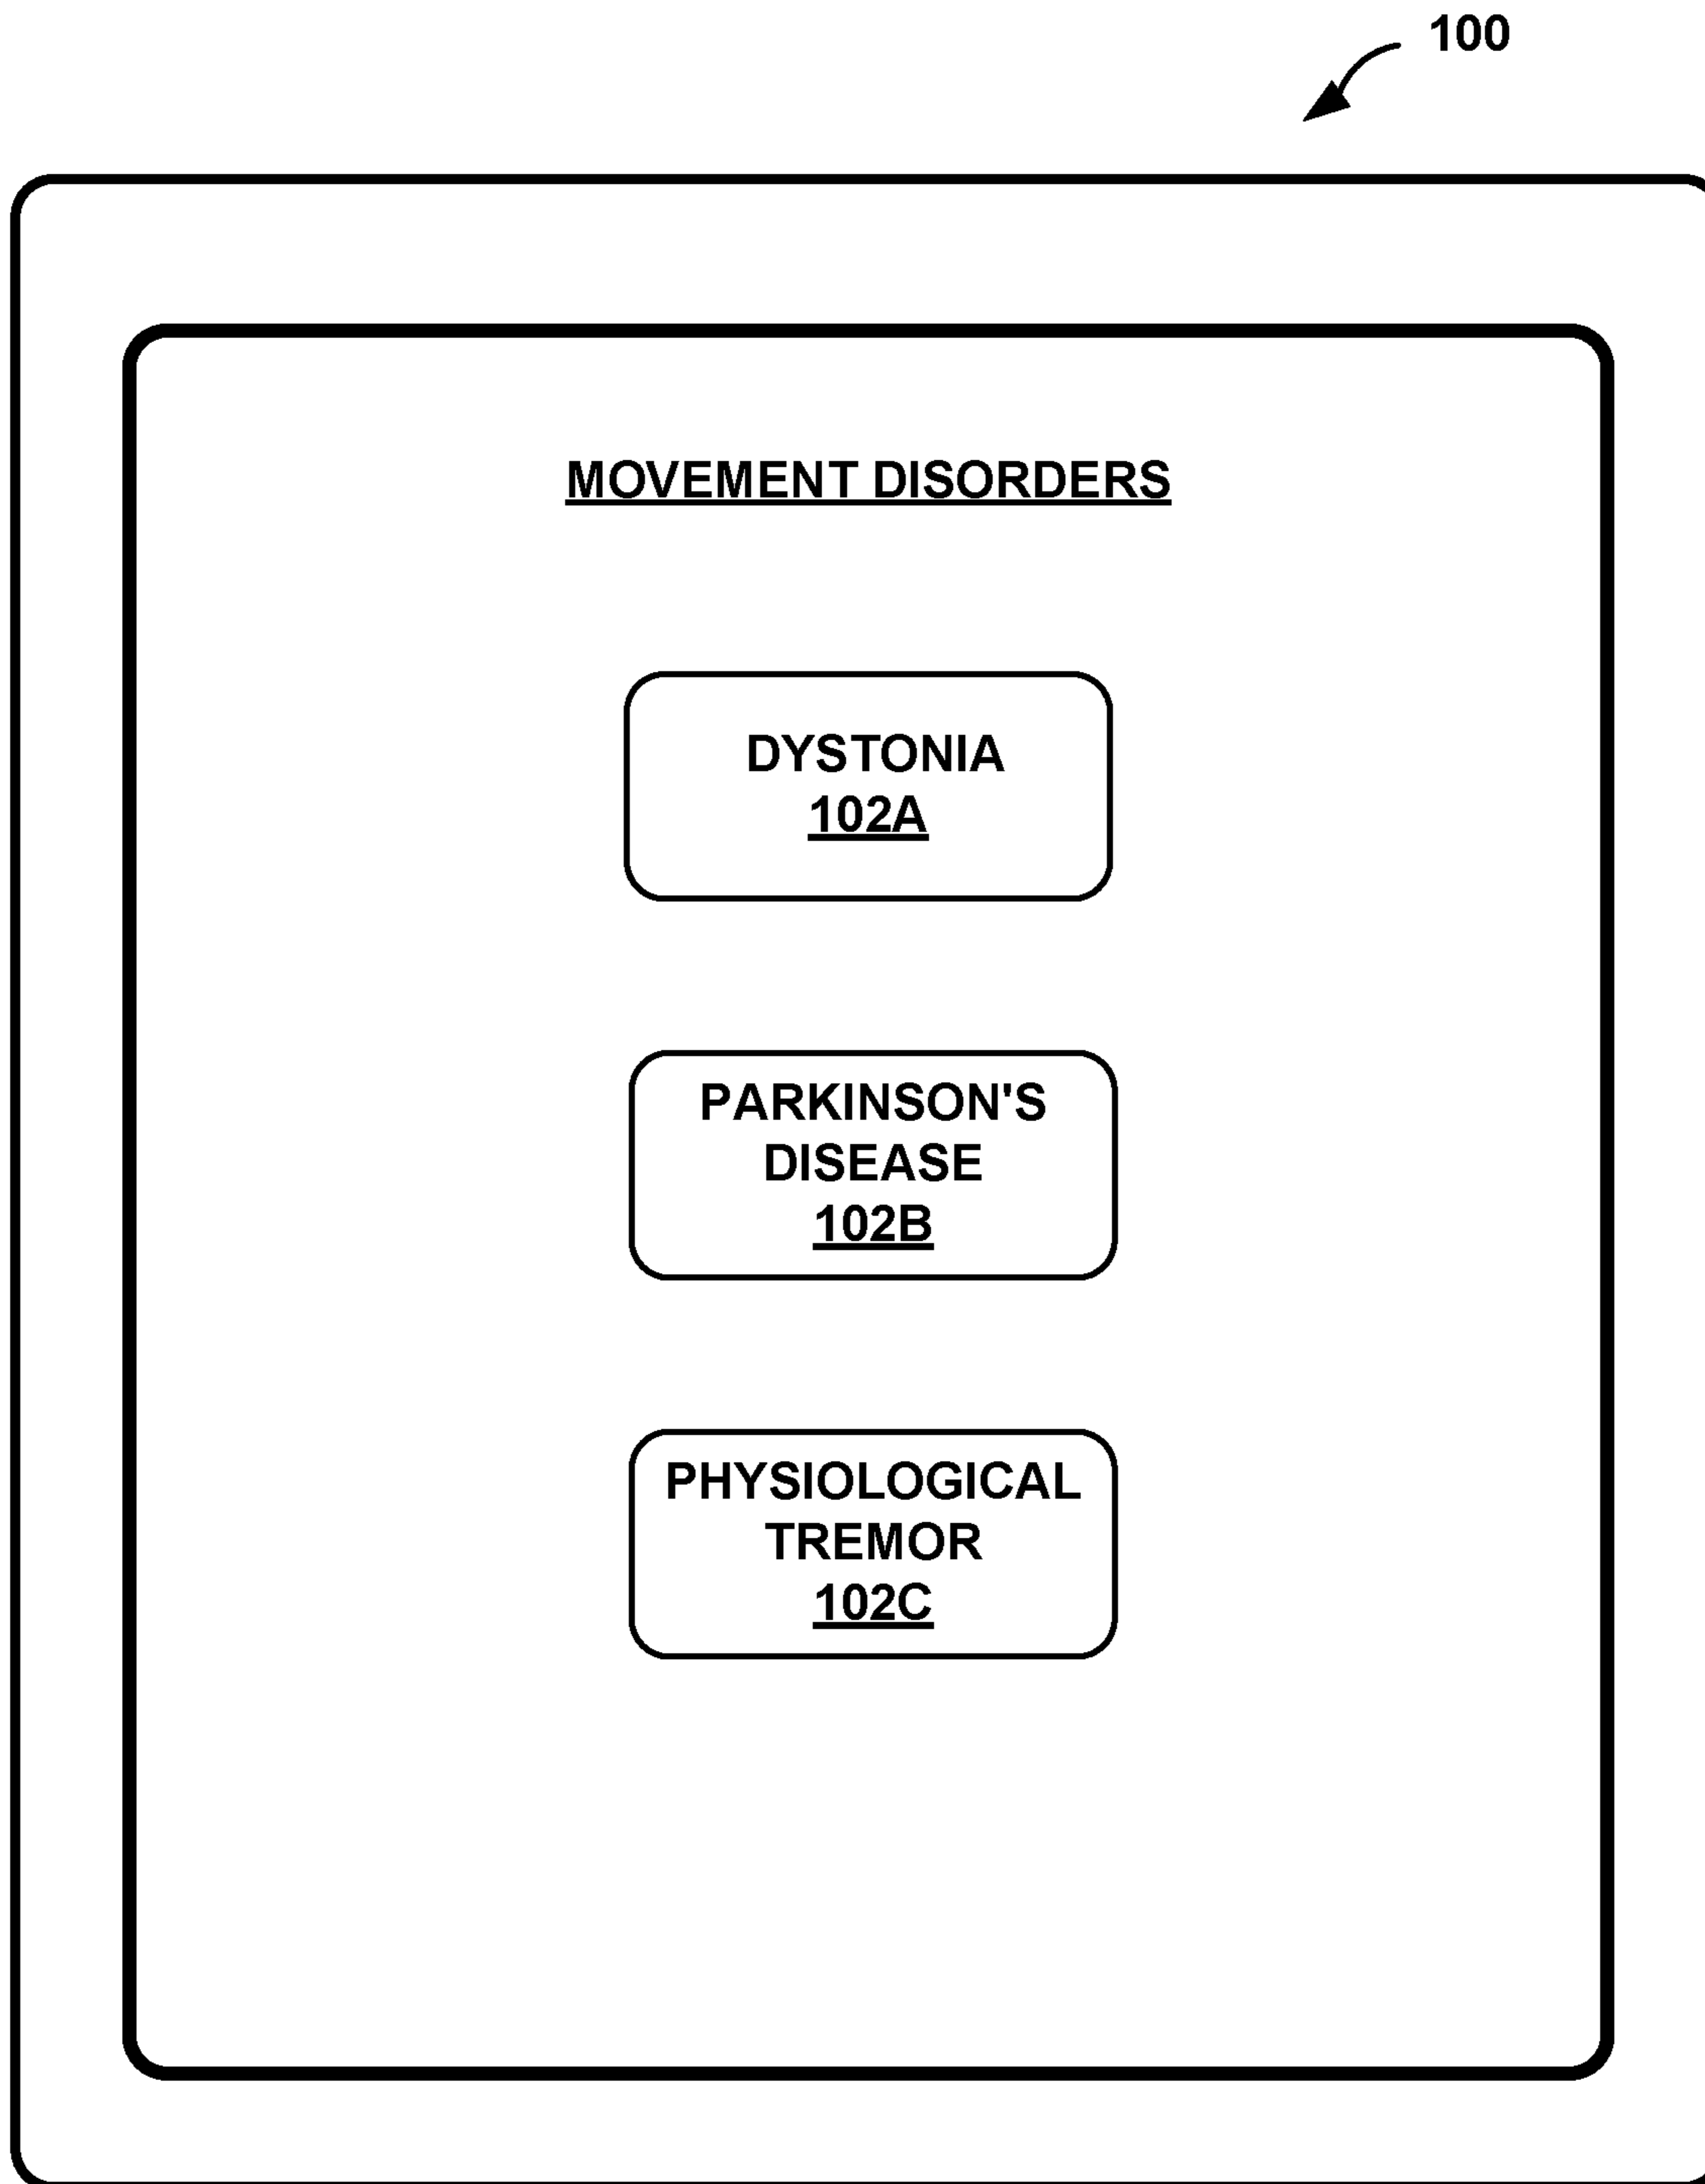 100
MOVEMENT DISORDERS
DYSTONIA
102A
PARKINSON'S
DISEASE
102B
PHYSIOLOGICAL
TREMOR
102C